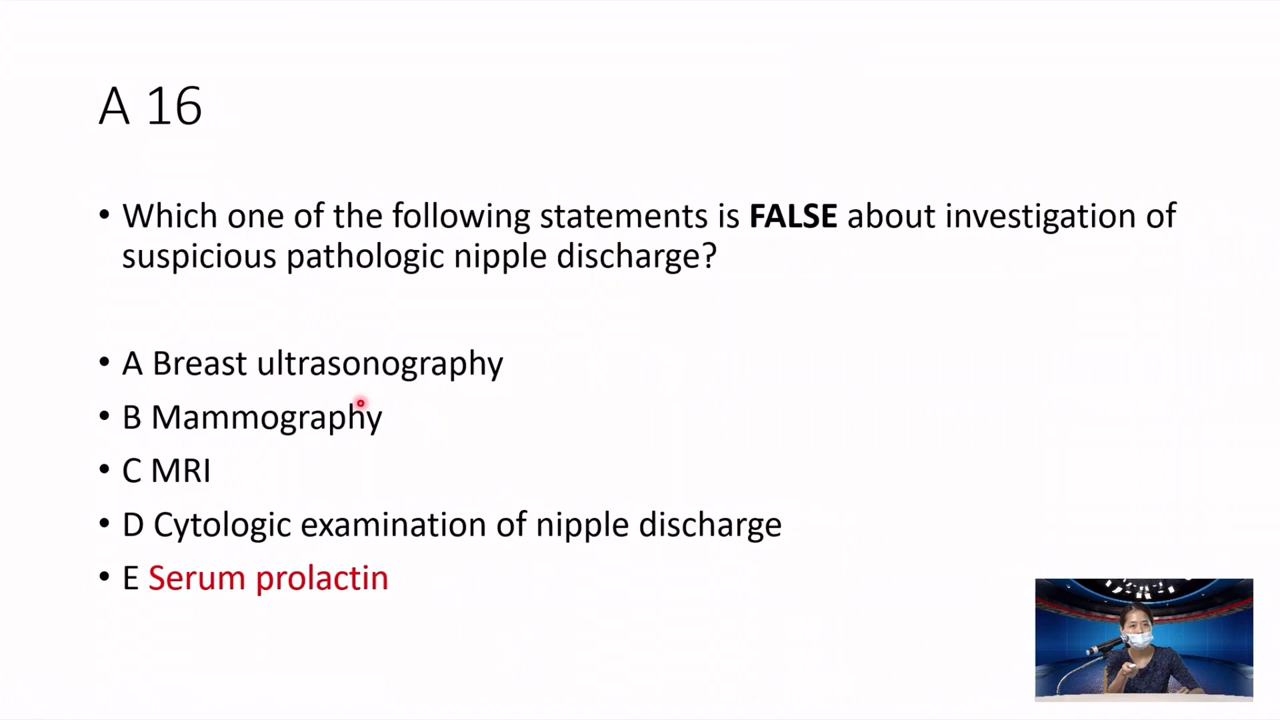 A 16
• Which one of the following statements is FALSE about investigation of
suspicious pathologic nipple discharge?
• A Breast ultrasonography
• B Mammography
• C MRI
• D Cytologic examination of nipple discharge
• E Serum prolactin